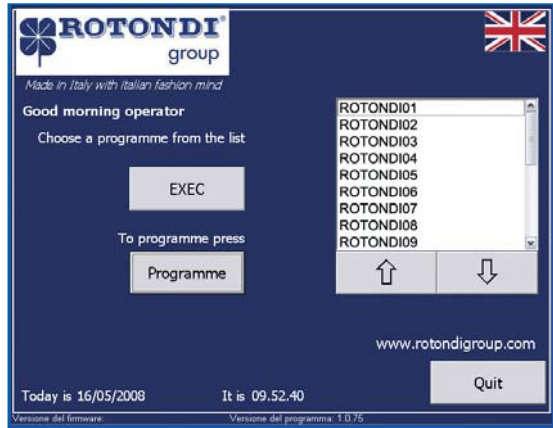 ROTONDI
group
Made in Italy with italian fashion mind
Good morning operator
Choose a programme from the list
EXEC
To programme press
Programme
ROTONDI01
ROTONDI02
ROTONDI03
ROTONDI04
ROTONDI05
ROTONDI06
ROTONDI07
ROTONDI08
ROTONDI09
www.rotondigroup.com
Quit
Today is 16/05/2008
It is 09.52.40
Versione del firmware:
Versione del programma: 1.0.75